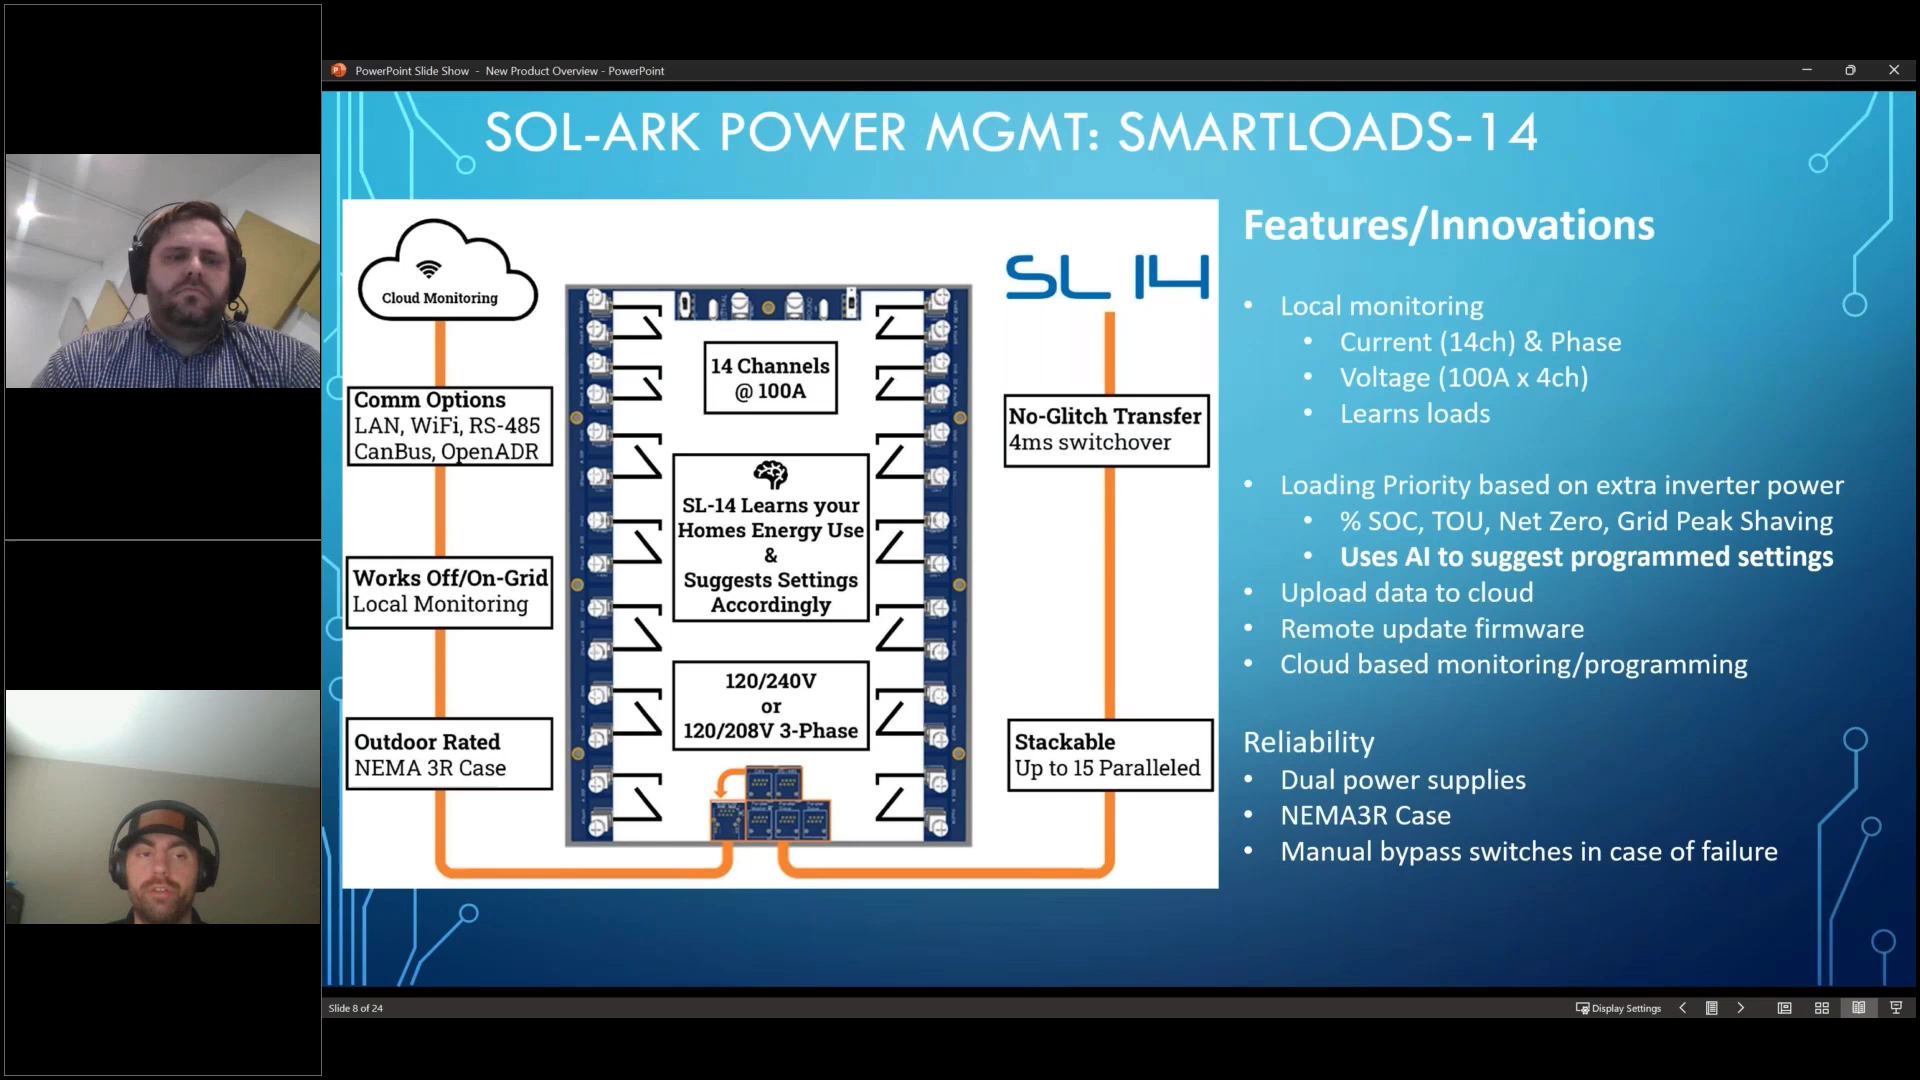 PowerPoint Slide Show - New Product Overview - PowerPoint
SOL-ARK POWER MGMT: SMARTLOADS-14
Cloud Monitoring
Comm Options
LAN, WiFi, RS-485
CanBus, OpenADR
Works Off/On-Grid
Local Monitoring
Outdoor Rated
NEMA 3R Case
14 Channels
@ 100A
SL-14 Learns your
Homes Energy Use
&
Suggests Settings
Accordingly
120/240V
or
120/208V 3-Phase
SL 14
No-Glitch Transfer
4ms switchover
Stackable
Up to 15 Paralleled
Features/Innovations
• Local monitoring
• Current (14ch) & Phase
• Voltage (100A x 4ch)
• Learns loads
• Loading Priority based on extra inverter power
• % SOC, TOU, Net Zero, Grid Peak Shaving
• Uses AI to suggest programmed settings
• Upload data to cloud
• Remote update firmware
• Cloud based monitoring/programming
Reliability
• Dual power supplies
• NEMA3R Case
• Manual bypass switches in case of failure
Slide 8 of 24
Display Settings